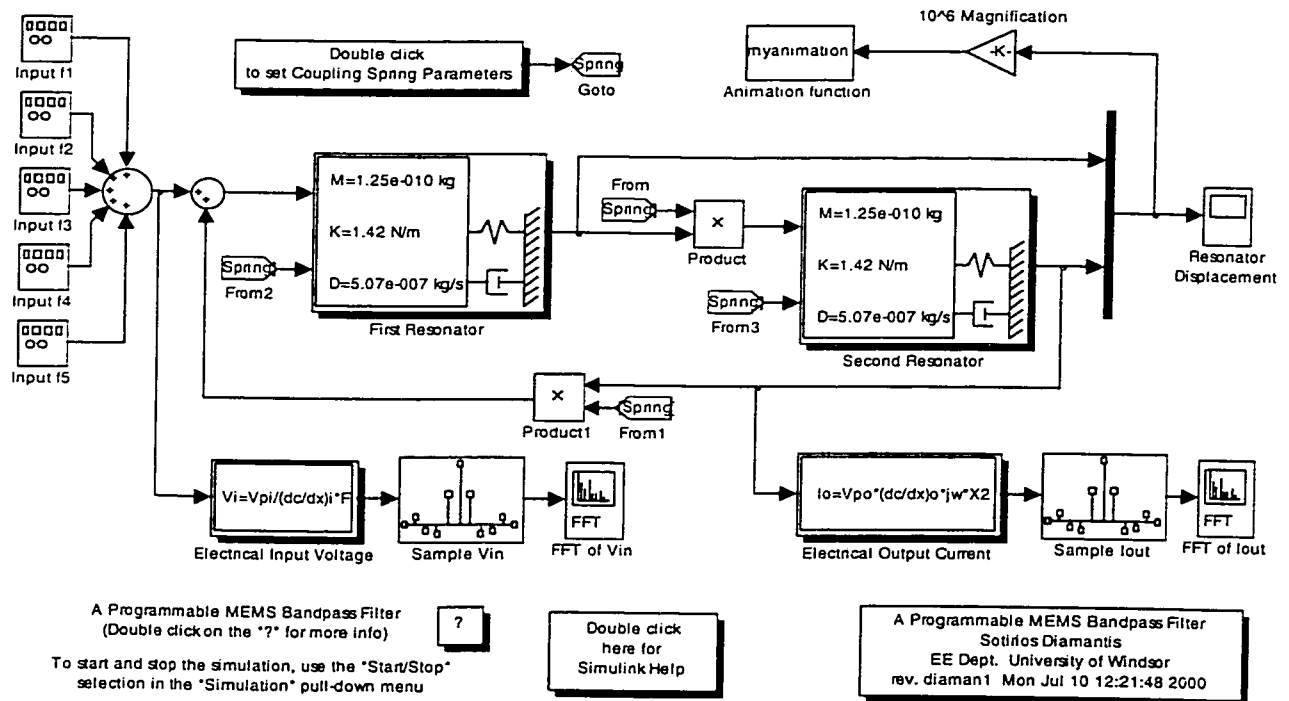 10^6 Magnification
Input f1
Double click
to set Coupling Spring Parameters
Spring
Goto
myanimation
-K-
Animation function
Input f2
Input f3
Input f4
Input f5
M=1.25e-010 kg
K=1.42 N/m
D=5.07e-007 kg/s
First Resonator
Spring
From2
From
Spring
×
Product
Spring
From3
M=1.25e-010 kg
K=1.42 N/m
D=5.07e-007 kg/s
Second Resonator
Resonator
Displacement
×
Product1
Spring
From1
Vi=Vpi/(dc/dx)i*F
Electrical Input Voltage
Sample Vin
FFT
FFT of Vin
Io=Vpo*(dc/dx)o*jw*X2
Electrical Output Current
Sample Iout
FFT
FFT of Iout
A Programmable MEMS Bandpass Filter
(Double click on the "?" for more info)
?
To start and stop the simulation, use the "Start/Stop"
selection in the "Simulation" pull-down menu
Double click
here for
Simulink Help
A Programmable MEMS Bandpass Filter
Sotirios Diamantis
EE Dept. University of Windsor
rev. diaman1 Mon Jul 10 12:21:48 2000